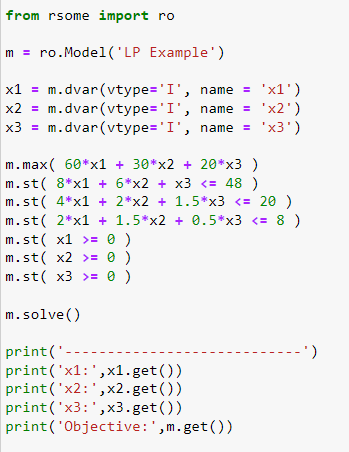 from rsome import ro
m = ro.Model('LP Example')
x1 = m.dvar(vtype='I', name = 'x1')
x2 = m.dvar(vtype='I', name = 'x2')
x3 = m.dvar(vtype='I', name = 'x3')
m.max( 60*x1 + 30*x2 + 20*x3 )
m.st( 8*x1 + 6*x2 + x3 <= 48 )
m.st( 4*x1 + 2*x2 + 1.5*x3 <= 20 )
m.st( 2*x1 + 1.5*x2 + 0.5*x3 <= 8 )
m.st( x1 >= 0 )
m.st( x2 >= 0 )
m.st( x3 >= 0 )
m.solve()
print('----------------------------')
print('x1:',x1.get())
print('x2:',x2.get())
print('x3:',x3.get())
print('Objective:',m.get())